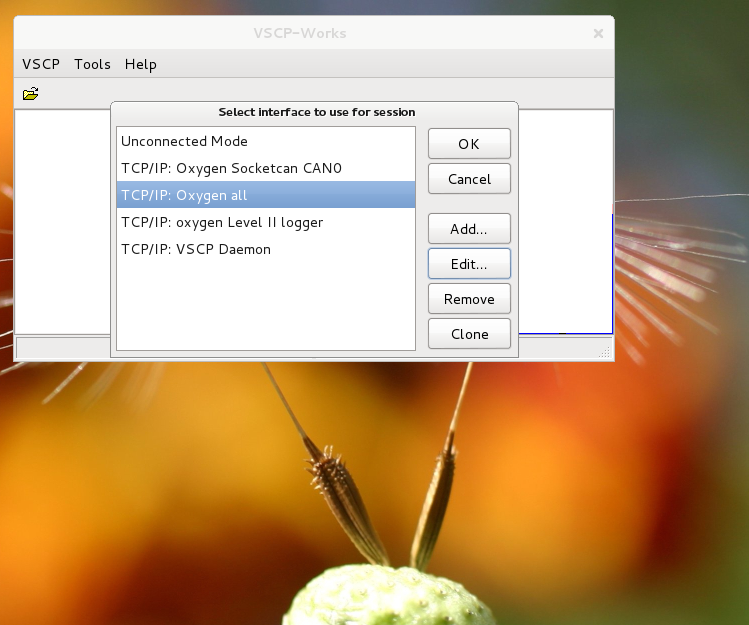 VSCP-Works
VSCP Tools Help
Select interface to use for session
Unconnected Mode
TCP/IP: Oxygen Socketcan CAN0
TCP/IP: Oxygen all
TCP/IP: oxygen Level II logger
TCP/IP: VSCP Daemon
OK
Cancel
Add...
Edit...
Remove
Clone